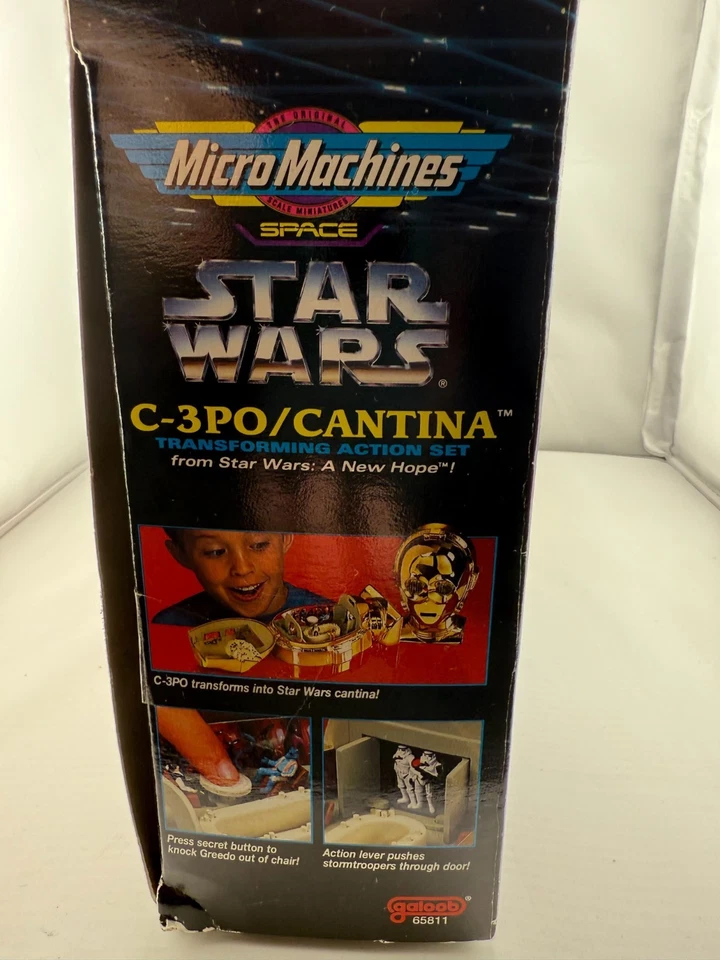 THE ORIGINAL
Micro Machines
SCALE MINIATURES
SPACE
STAR
WARS®
C-3PO/CANTINA™
TRANSFORMING ACTION SET
from Star Wars: A New Hope™!
C-3PO transforms into Star Wars cantina!
Press secret button to
knock Greedo out of chair!
Action lever pushes
stormtroopers through door!
galoob®
65811